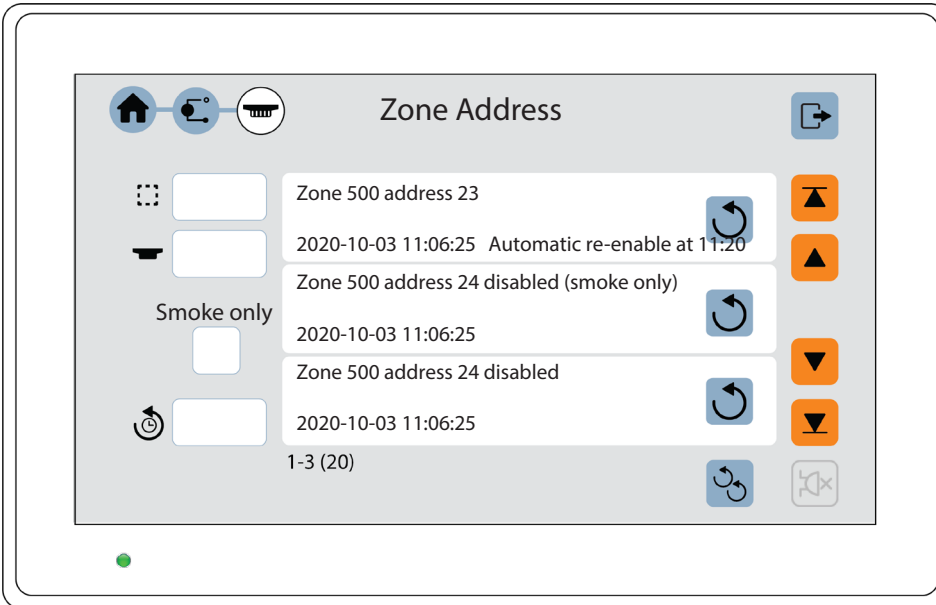 Zone Address
Zone 500 address 23
2020-10-03 11:06:25 Automatic re-enable at 11:20
Zone 500 address 24 disabled (smoke only)
Smoke only
2020-10-03 11:06:25
Zone 500 address 24 disabled
2020-10-03 11:06:25
1-3 (20)